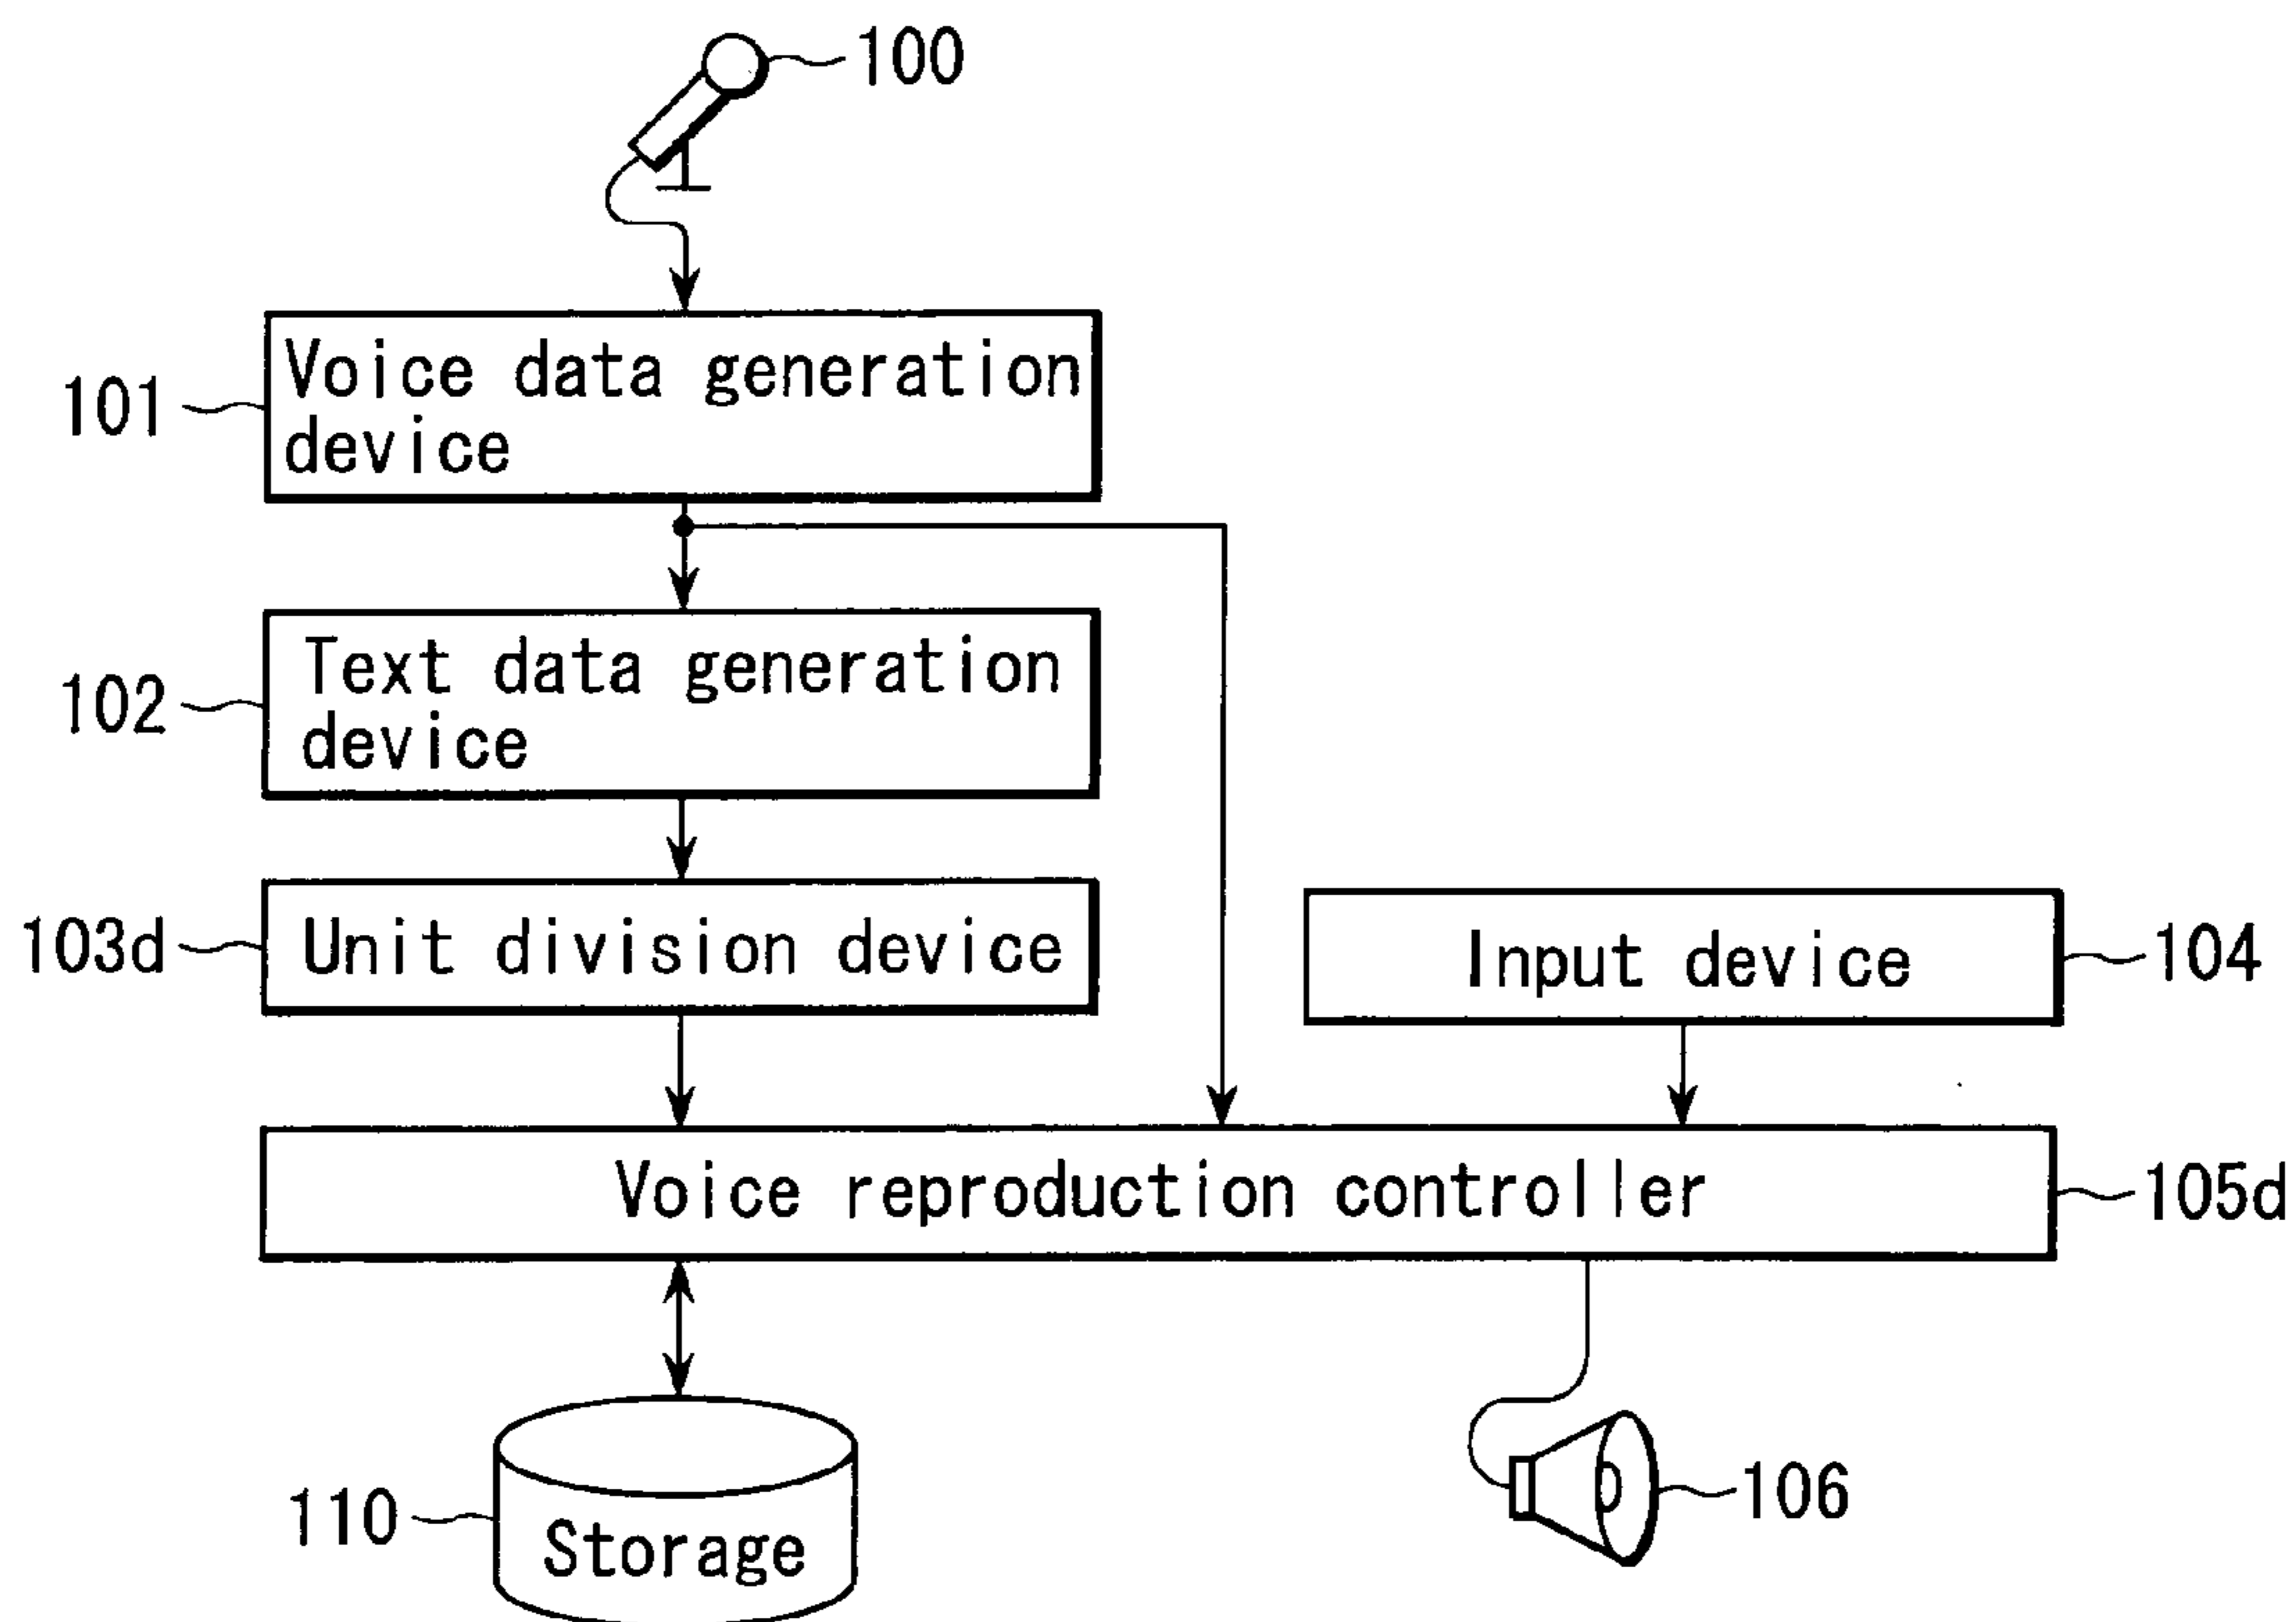 100
101
Voice data generation
device
102
Text data generation
device
103d
Unit division device
Input device
104
Voice reproduction controller
105d
110
Storage
106